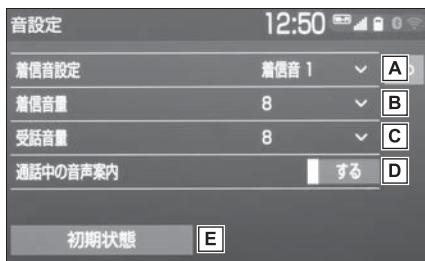 音設定 12:50
着信音設定 着信音 1 A
着信音量 8 B
受話音量 8 C
通話中の音声案内 する D
初期状態 E